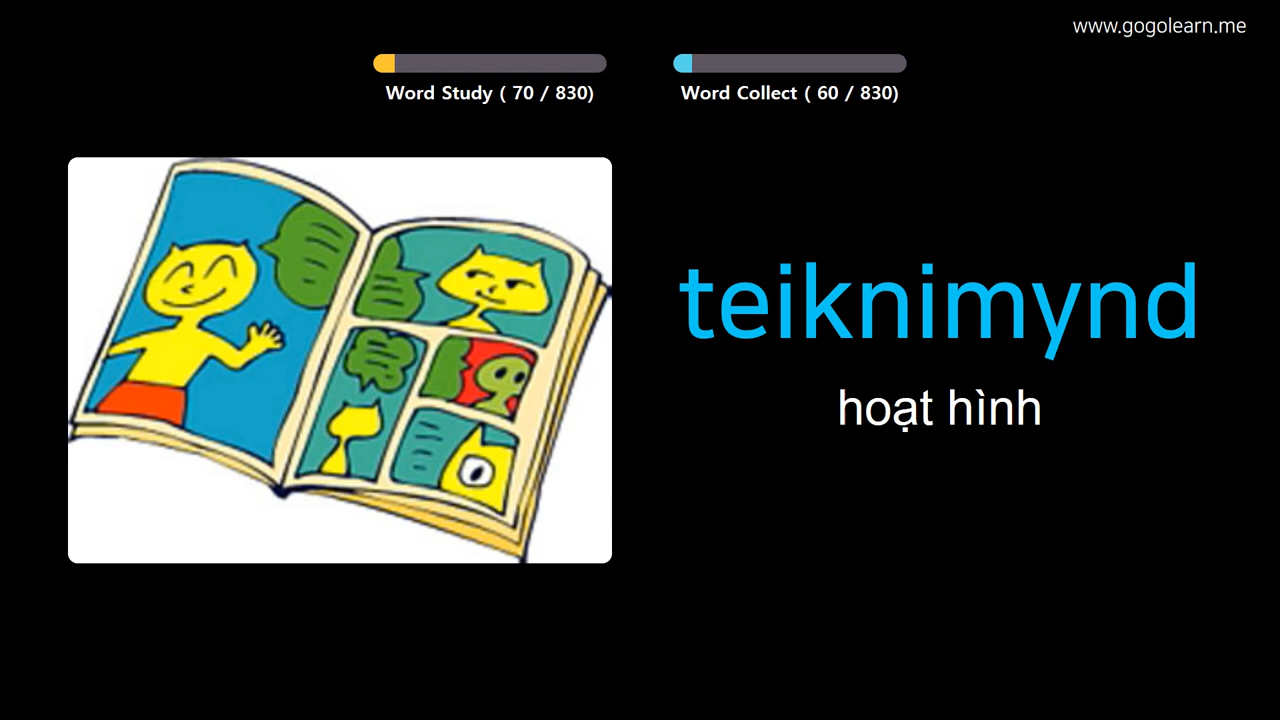 www.gogolearn.me
Word Study ( 70 / 830)
Word Collect ( 60 / 830)
teiknimynd
hoạt hình